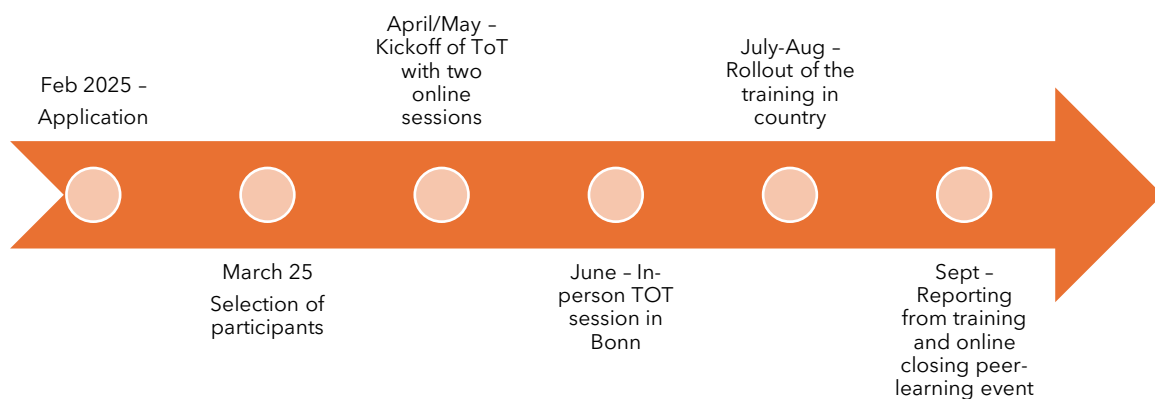 Feb 2025 –
Application
March 25
Selection of
participants
April/May –
Kickoff of ToT
with two
online
sessions
June – In-
person TOT
session in
Bonn
July-Aug –
Rollout of the
training in
country
Sept –
Reporting
from training
and online
closing peer-
learning event